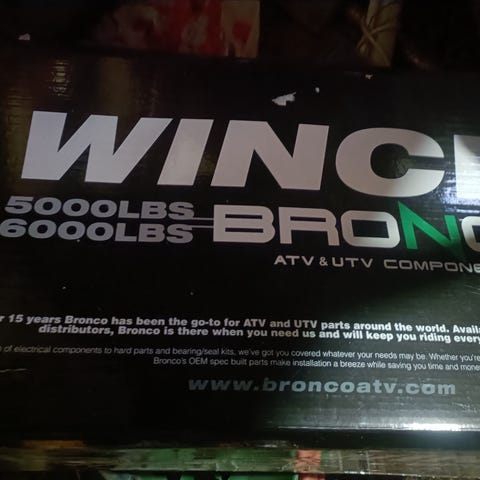 WINC
5000LBS
6000LBS
BRON
ATV & UTV COMPONE
r 15 years Bronco has been the go-to for ATV and UTV parts around the world. Availa
distributors, Bronco is there when you need us and will keep you riding every
n of electrical components to hard parts and bearing/seal kits, we've got you covered whatever your needs may be. Whether you're
Bronco's OEM spec built parts make installation a breeze while saving you time and money
www.broncoatv.com